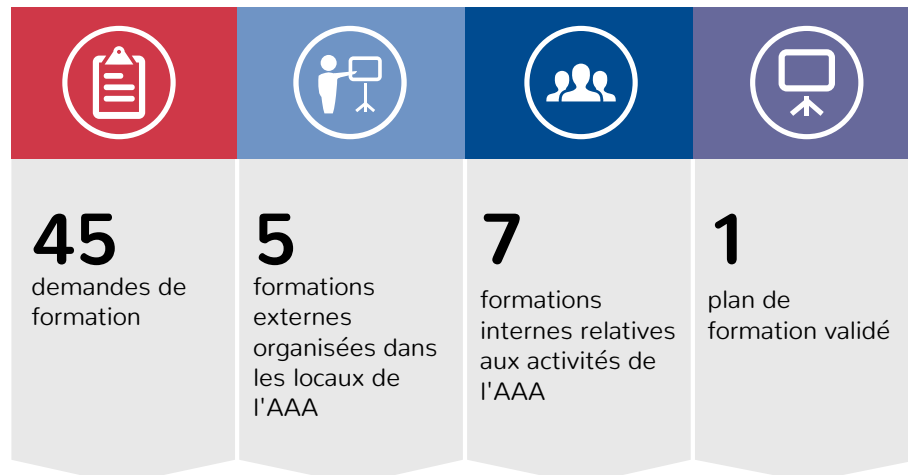 45
demandes de
formation
5
formations
externes
organisées dans
les locaux de
l'AAA
7
formations
internes relatives
aux activités de
l'AAA
1
plan de
formation validé